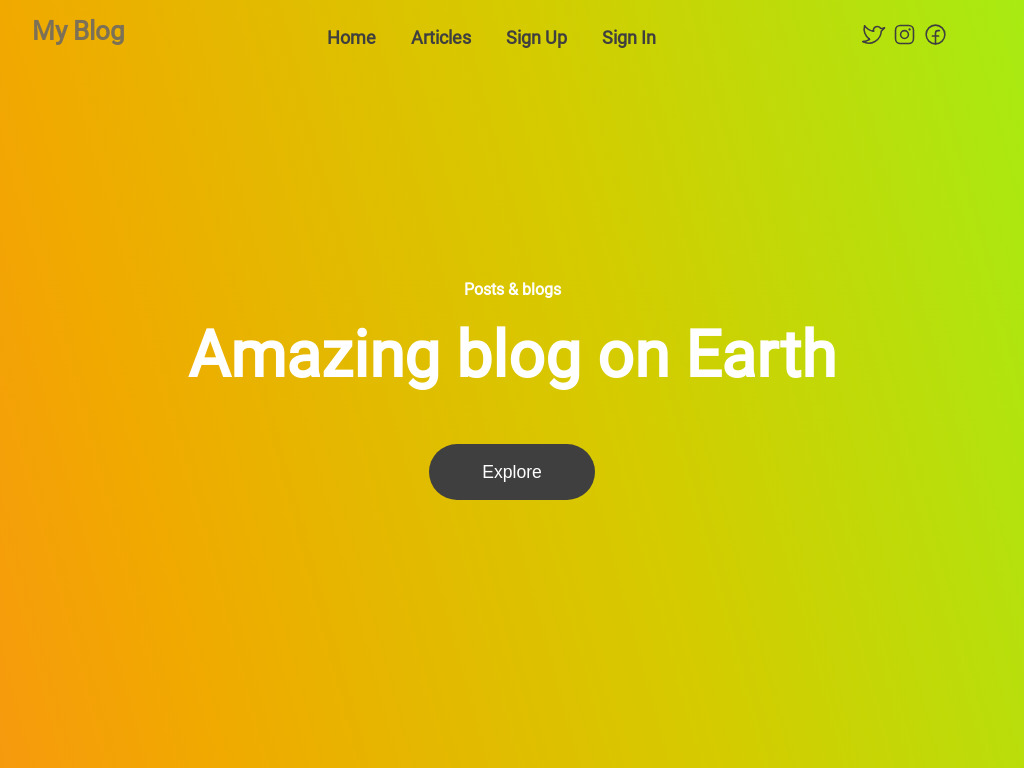 My Blog
Home Articles Sign Up Sign In
Posts & blogs
Amazing blog on Earth
Explore